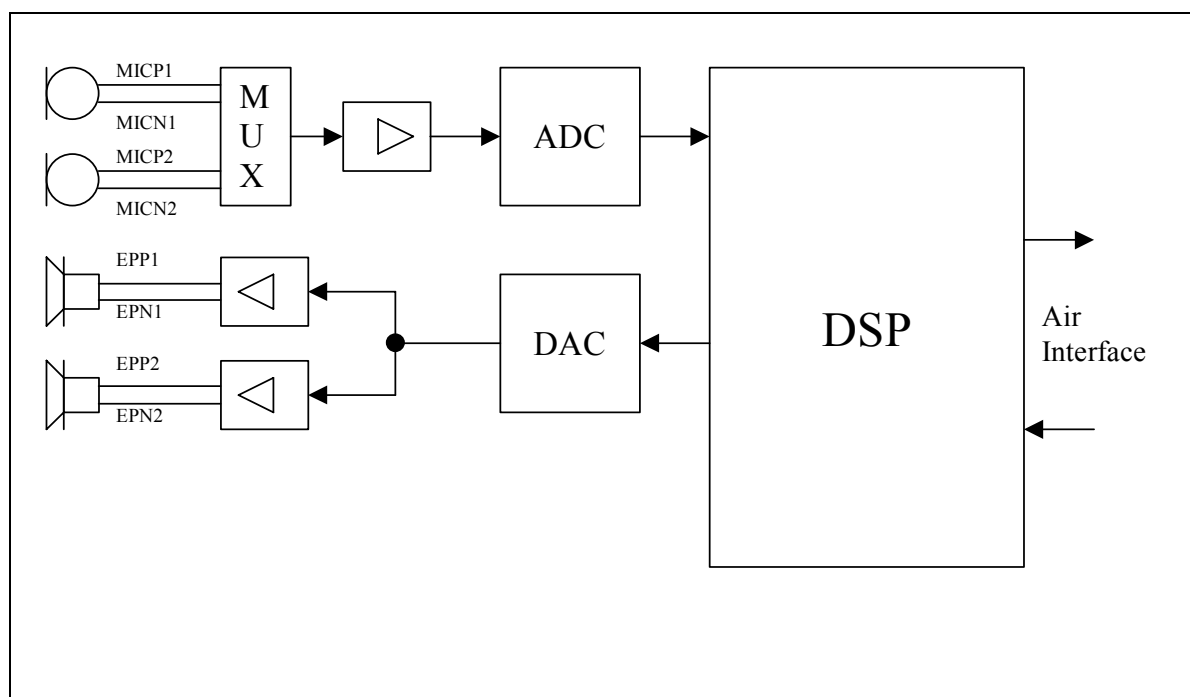 MICP1
MICN1
MICP2
MICN2
M
U
X
ADC
EPP1
EPN1
EPP2
EPN2
DAC
DSP
Air
Interface